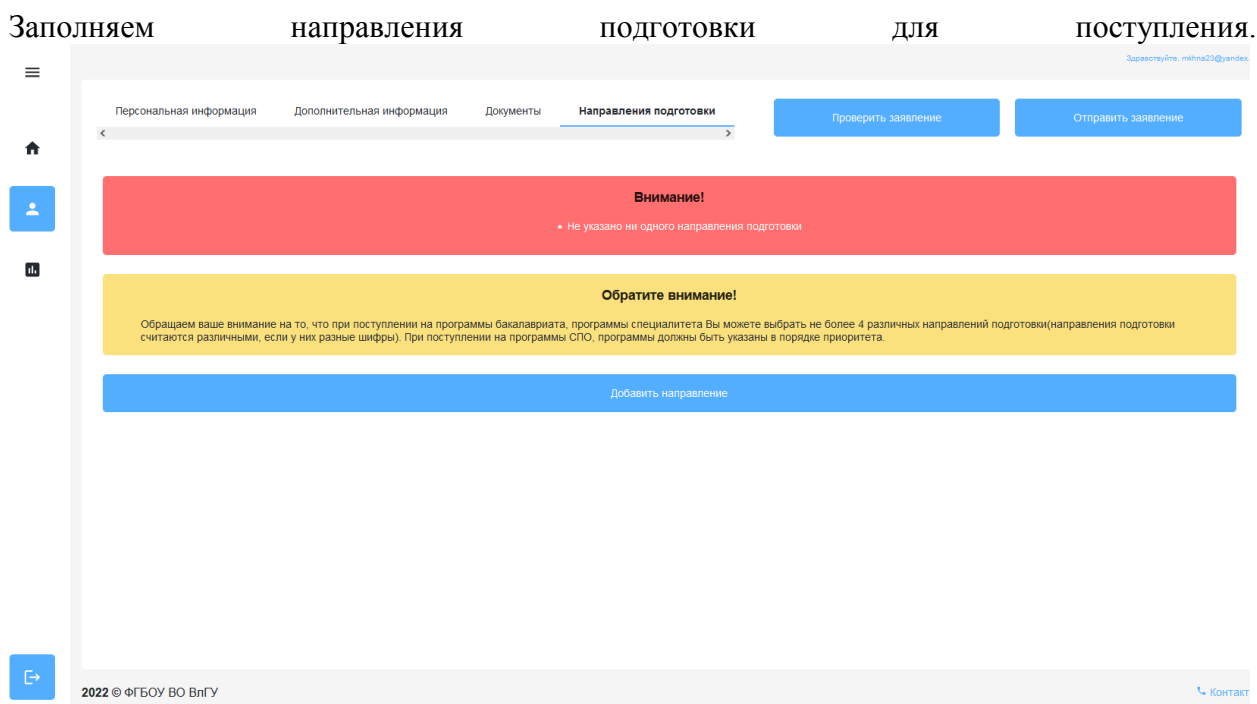 Заполняем направления подготовки для поступления.
Здравствуйте, mkhna23@yandex.
Персональная информация Дополнительная информация Документы Направления подготовки Проверить заявление Отправить заявление
Внимание!
• Не указано ни одного направления подготовки
Обратите внимание!
Обращаем ваше внимание на то, что при поступлении на программы бакалавриата, программы специалитета Вы можете выбрать не более 4 различных направлений подготовки(направления подготовки
считаются различными, если у них разные шифры). При поступлении на программы СПО, программы должны быть указаны в порядке приоритета.
Добавить направление
2022 © ФГБОУ ВО ВлГУ Контакт